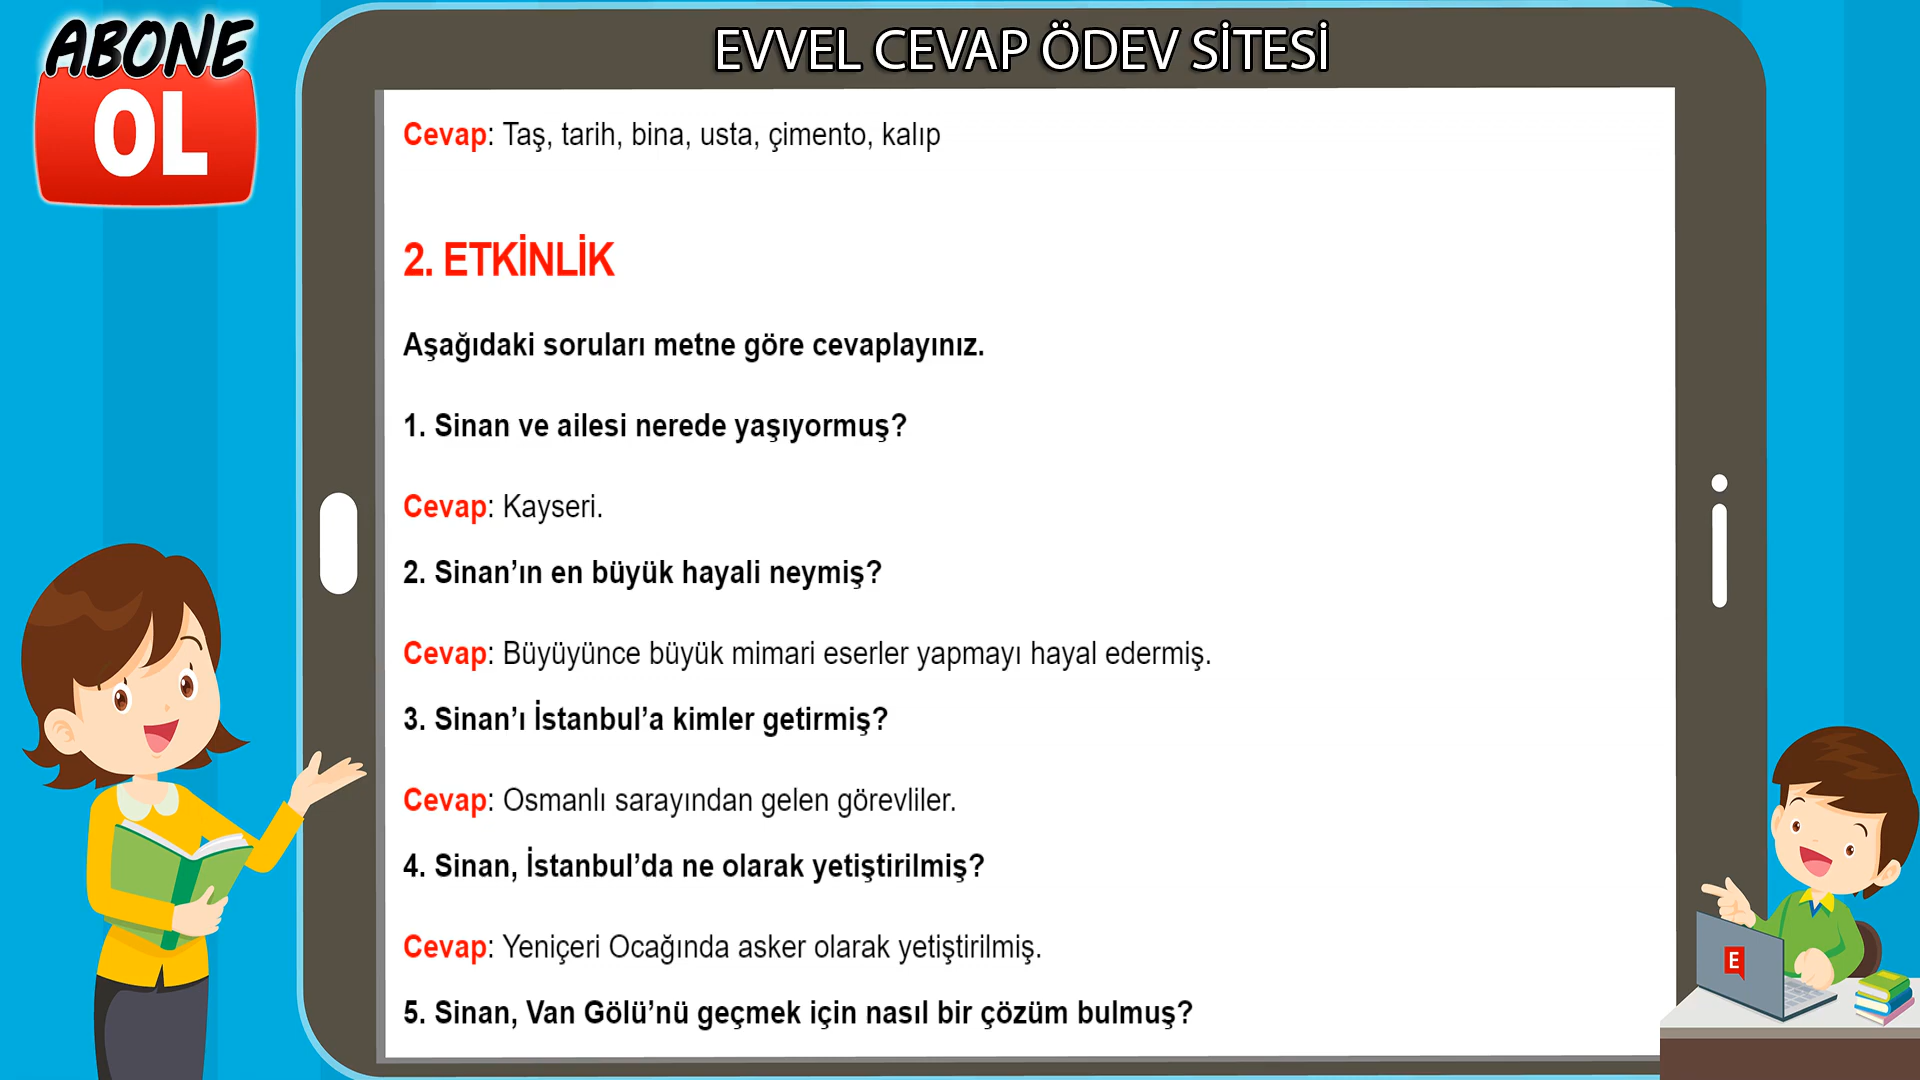 ABONE
OL
EVVEL CEVAP ÖDEV SİTESİ
Cevap: Taş, tarih, bina, usta, çimento, kalıp
2. ETKİNLİK
Aşağıdaki soruları metne göre cevaplayınız.
1. Sinan ve ailesi nerede yaşıyormuş?
Cevap: Kayseri.
2. Sinan’ın en büyük hayali neymiş?
Cevap: Büyüyünce büyük mimari eserler yapmayı hayal edermiş.
3. Sinan’ı İstanbul’a kimler getirmiş?
Cevap: Osmanlı sarayından gelen görevliler.
4. Sinan, İstanbul’da ne olarak yetiştirilmiş?
Cevap: Yeniçeri Ocağında asker olarak yetiştirilmiş.
5. Sinan, Van Gölü’nü geçmek için nasıl bir çözüm bulmuş?
E